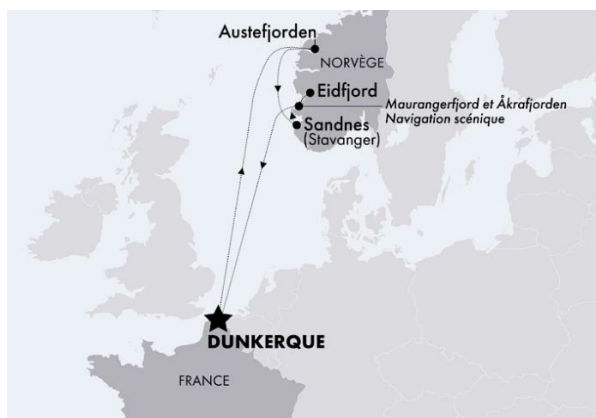 Austefjorden
NORVÈGE
Eidfjord
Maurangerfjord et Åkrafjorden
Navigation scénique
Sandnes
(Stavanger)
DUNKERQUE
FRANCE